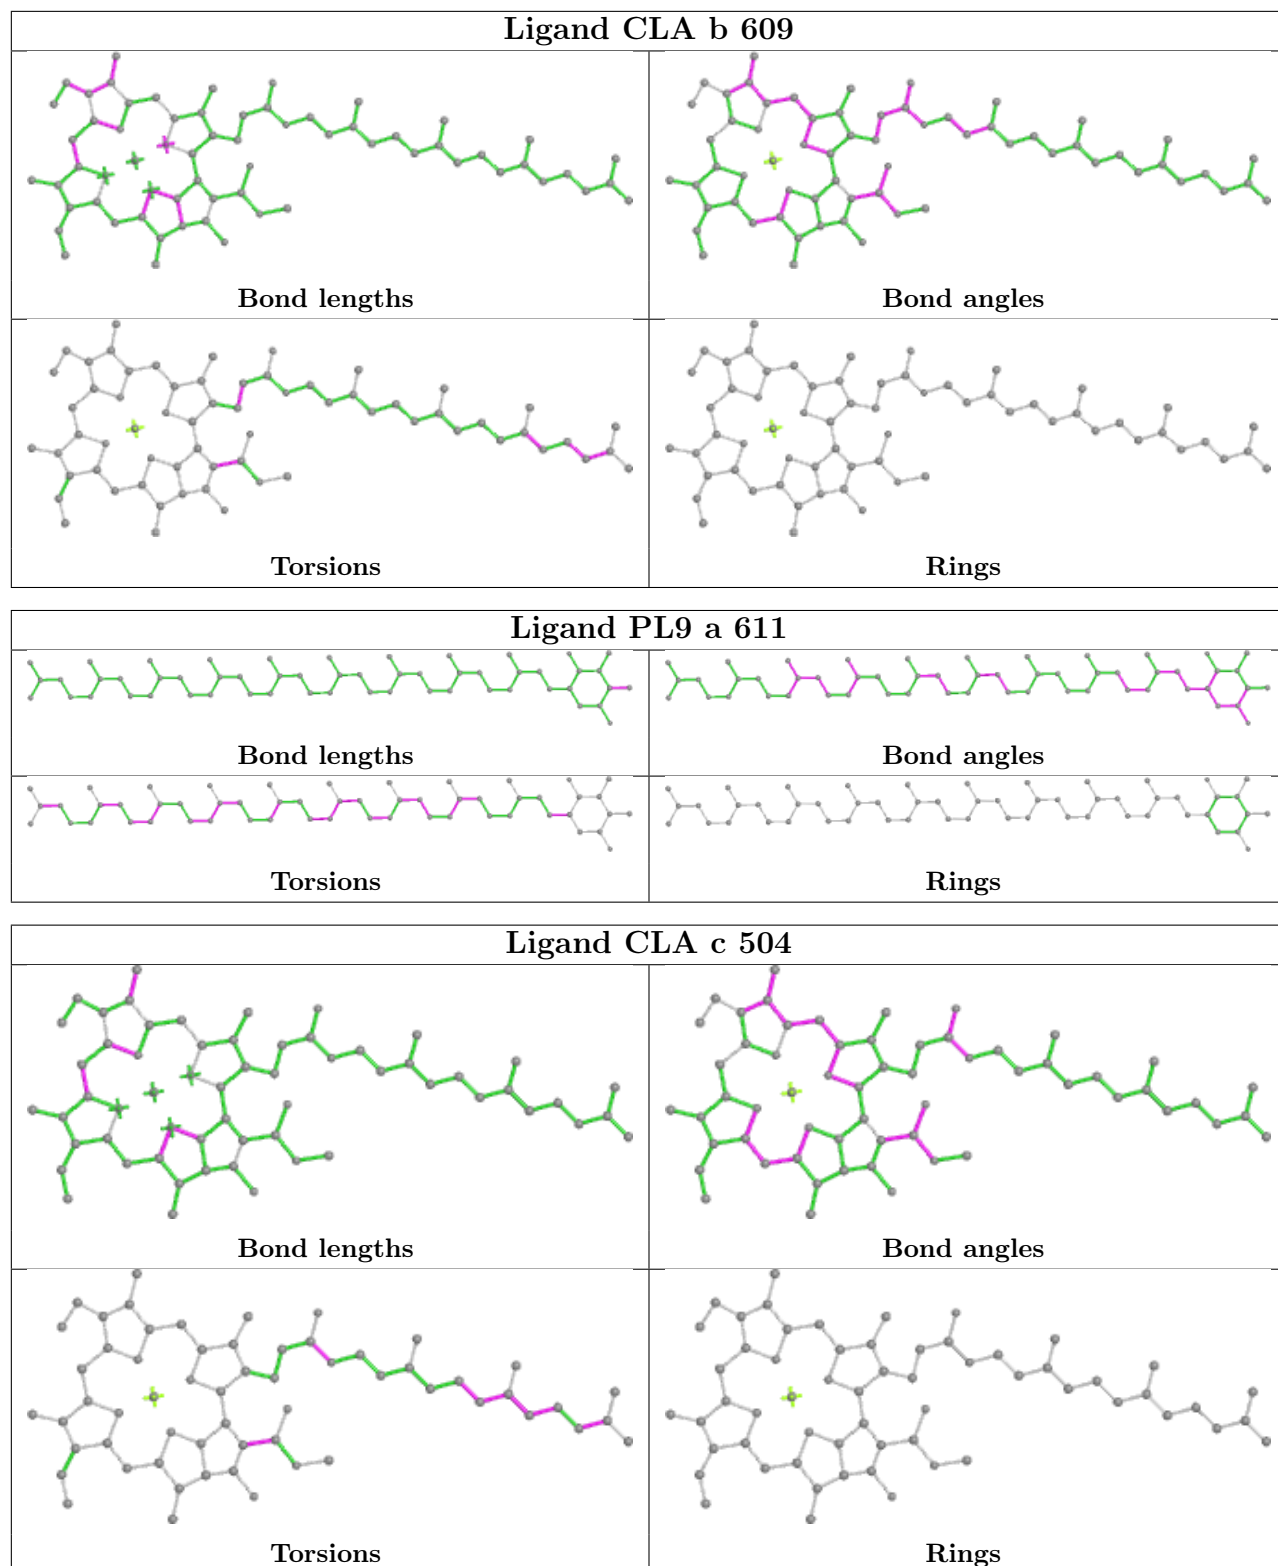 Ligand CLA b 609
Bond lengths
Bond angles
Torsions
Rings
Ligand PL9 a 611
Bond lengths
Bond angles
Torsions
Rings
Ligand CLA c 504
Bond lengths
Bond angles
Torsions
Rings